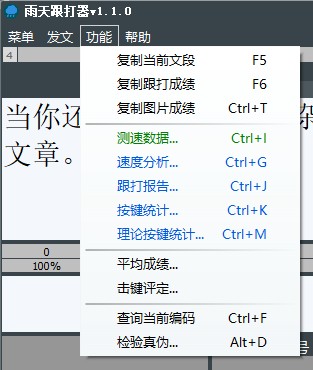 雨天跟打器v1.1.0
菜单 发文 功能 帮助
4
复制当前文段 F5
复制跟打成绩 F6
复制图片成绩 Ctrl+T
当你还 杂
测速数据... Ctrl+I
文章。
速度分析... Ctrl+G
跟打报告... Ctrl+J
按键统计... Ctrl+K
理论按键统计... Ctrl+M
0
100%
平均成绩...
击键评定...
查询当前编码 Ctrl+F
检验真伪... Alt+D
号